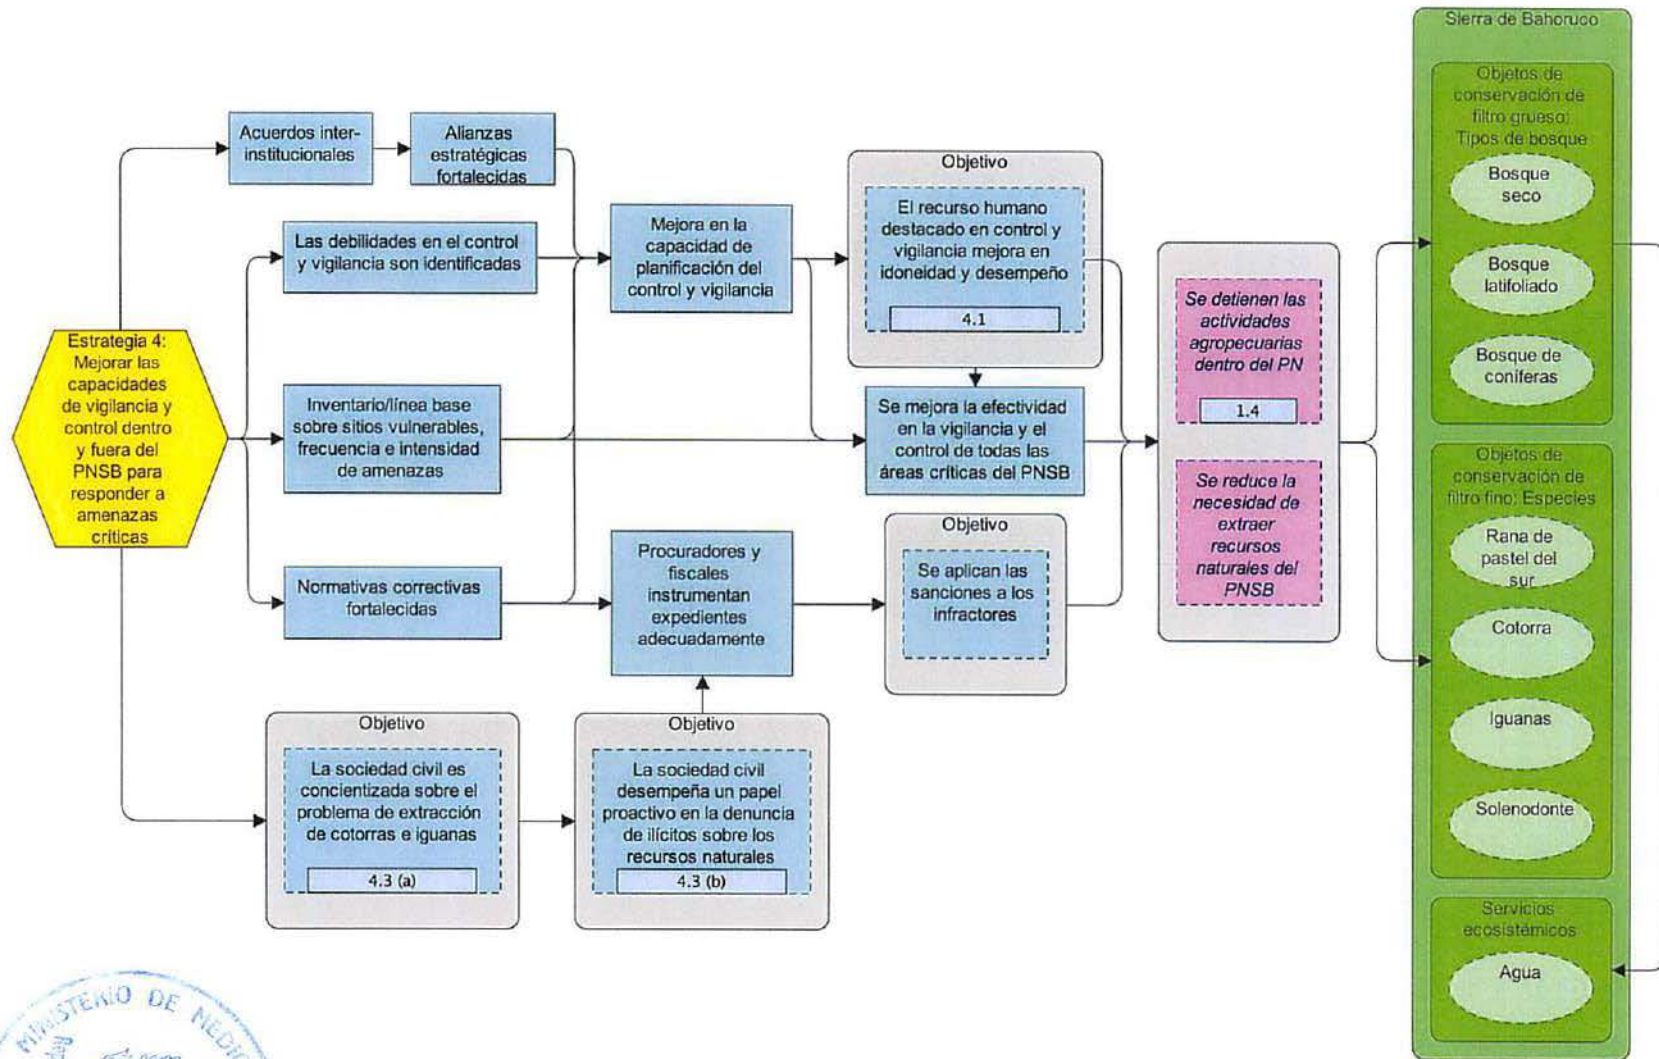 Estrategia 4:
Mejorar las
capacidades
de vigilancia y
control dentro
y fuera del
PNSB para
responder a
amenazas
críticas
Acuerdos inter-
institucionales
Alianzas
estratégicas
fortalecidas
Las debilidades en el control
y vigilancia son identificadas
Inventario/línea base
sobre sitios vulnerables,
frecuencia e intensidad
de amenazas
Normativas correctivas
fortalecidas
Mejora en la
capacidad de
planificación del
control y vigilancia
Procuradores y
fiscales
instrumentan
expedientes
adecuadamente
Objetivo
La sociedad civil es
concientizada sobre el
problema de extracción
de cotorras e iguanas
4.3 (a)
Objetivo
La sociedad civil
desempeña un papel
proactivo en la denuncia
de ilícitos sobre los
recursos naturales
4.3 (b)
Objetivo
El recurso humano
destacado en control y
vigilancia mejora en
idoneidad y desempeño
4.1
Se mejora la efectividad
en la vigilancia y el
control de todas las
áreas críticas del PNSB
Objetivo
Se aplican las
sanciones a los
infractores
Se detienen las
actividades
agropecuarias
dentro del PN
1.4
Se reduce la
necesidad de
extraer
recursos
naturales del
PNSB
Sierra de Bahoruco
Objetos de
conservación de
filtro grueso:
Tipos de bosque
Bosque
seco
Bosque
latifoliado
Bosque de
coníferas
Objetos de
conservación de
filtro fino: Especies
Rana de
pastel del
sur
Cotorra
Iguanas
Solenodonte
Servicios
ecosistémicos
Agua
MINISTERIO DE MEDIO